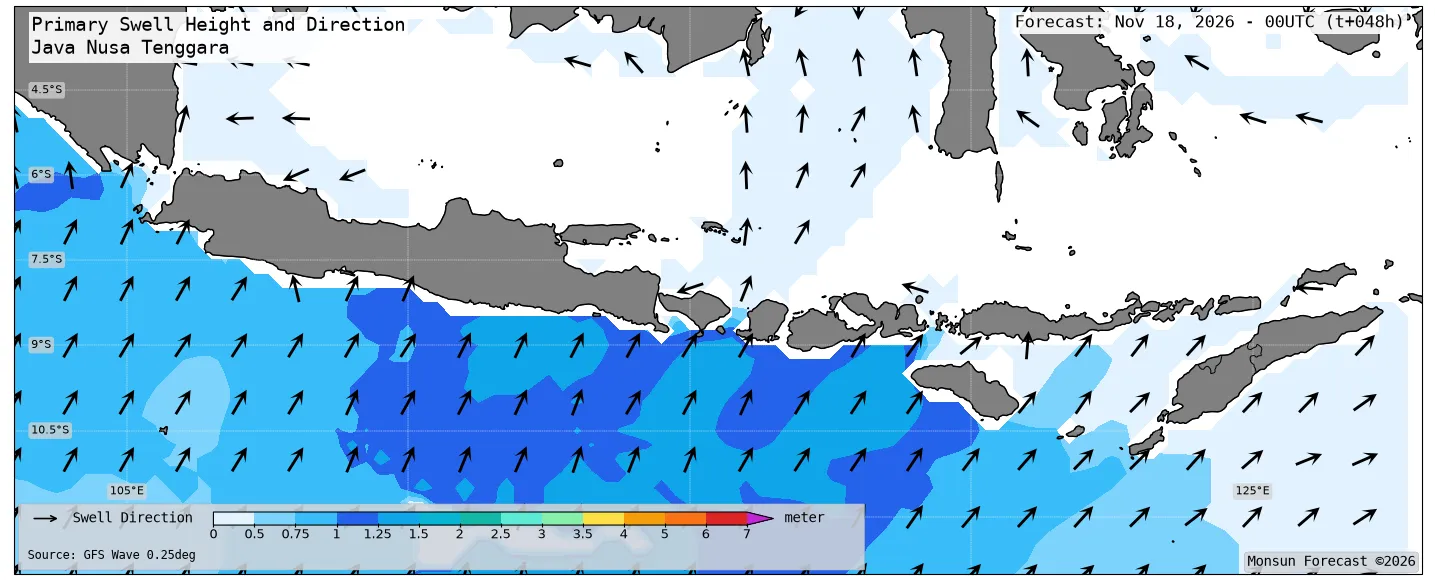 Primary Swell Height and Direction
Java Nusa Tenggara
Forecast: Nov 18, 2026 - 00UTC (t+048h)
4.5°S
6°S
7.5°S
9°S
10.5°S
105°E
125°E
Swell Direction
0 0.5 0.75 1 1.25 1.5 2 2.5 3 3.5 4 5 6 7
meter
Source: GFS Wave 0.25deg
Monsun Forecast ©2026